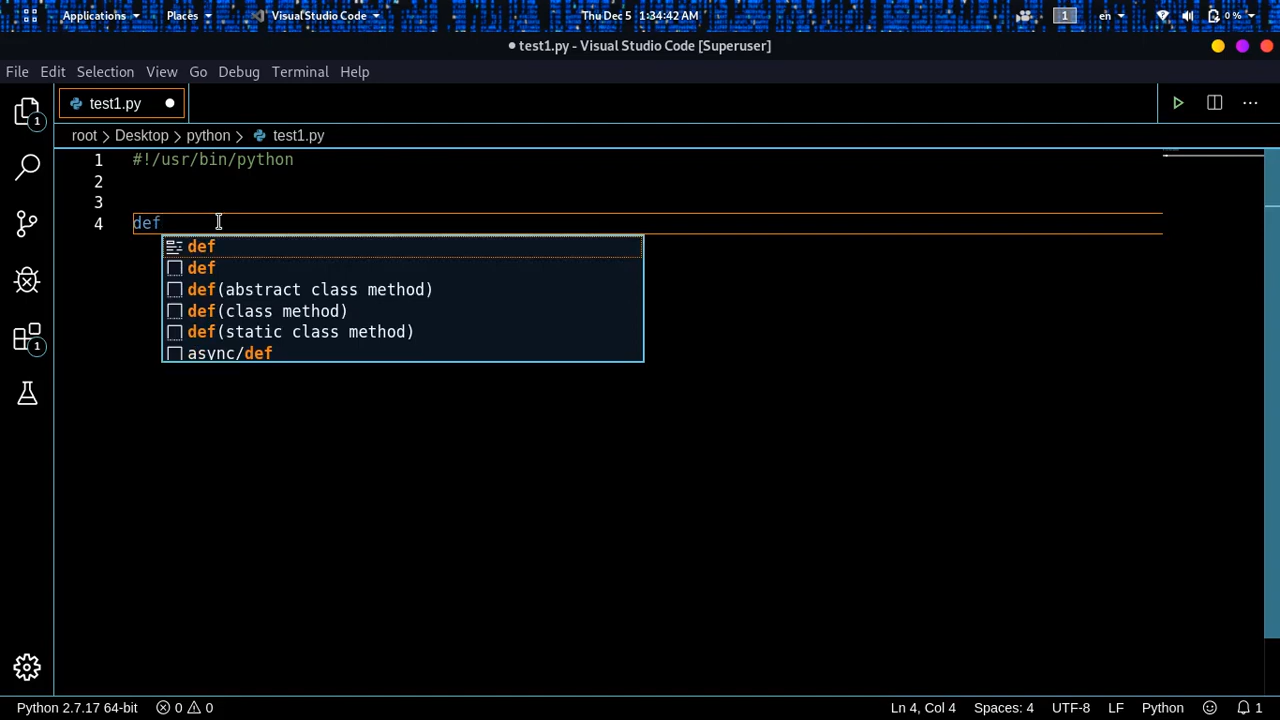 Applications Places Visual Studio Code Thu Dec 5 1:34:42 AM 1 en 0 %
test1.py - Visual Studio Code [Superuser]
File Edit Selection View Go Debug Terminal Help
1 test1.py
root > Desktop > python > test1.py
1 #!/usr/bin/python
2
3
4 def
def
def
def(abstract class method)
def(class method)
def(static class method)
async/def
1
Python 2.7.17 64-bit 0 0 Ln 4, Col 4 Spaces: 4 UTF-8 LF Python 1